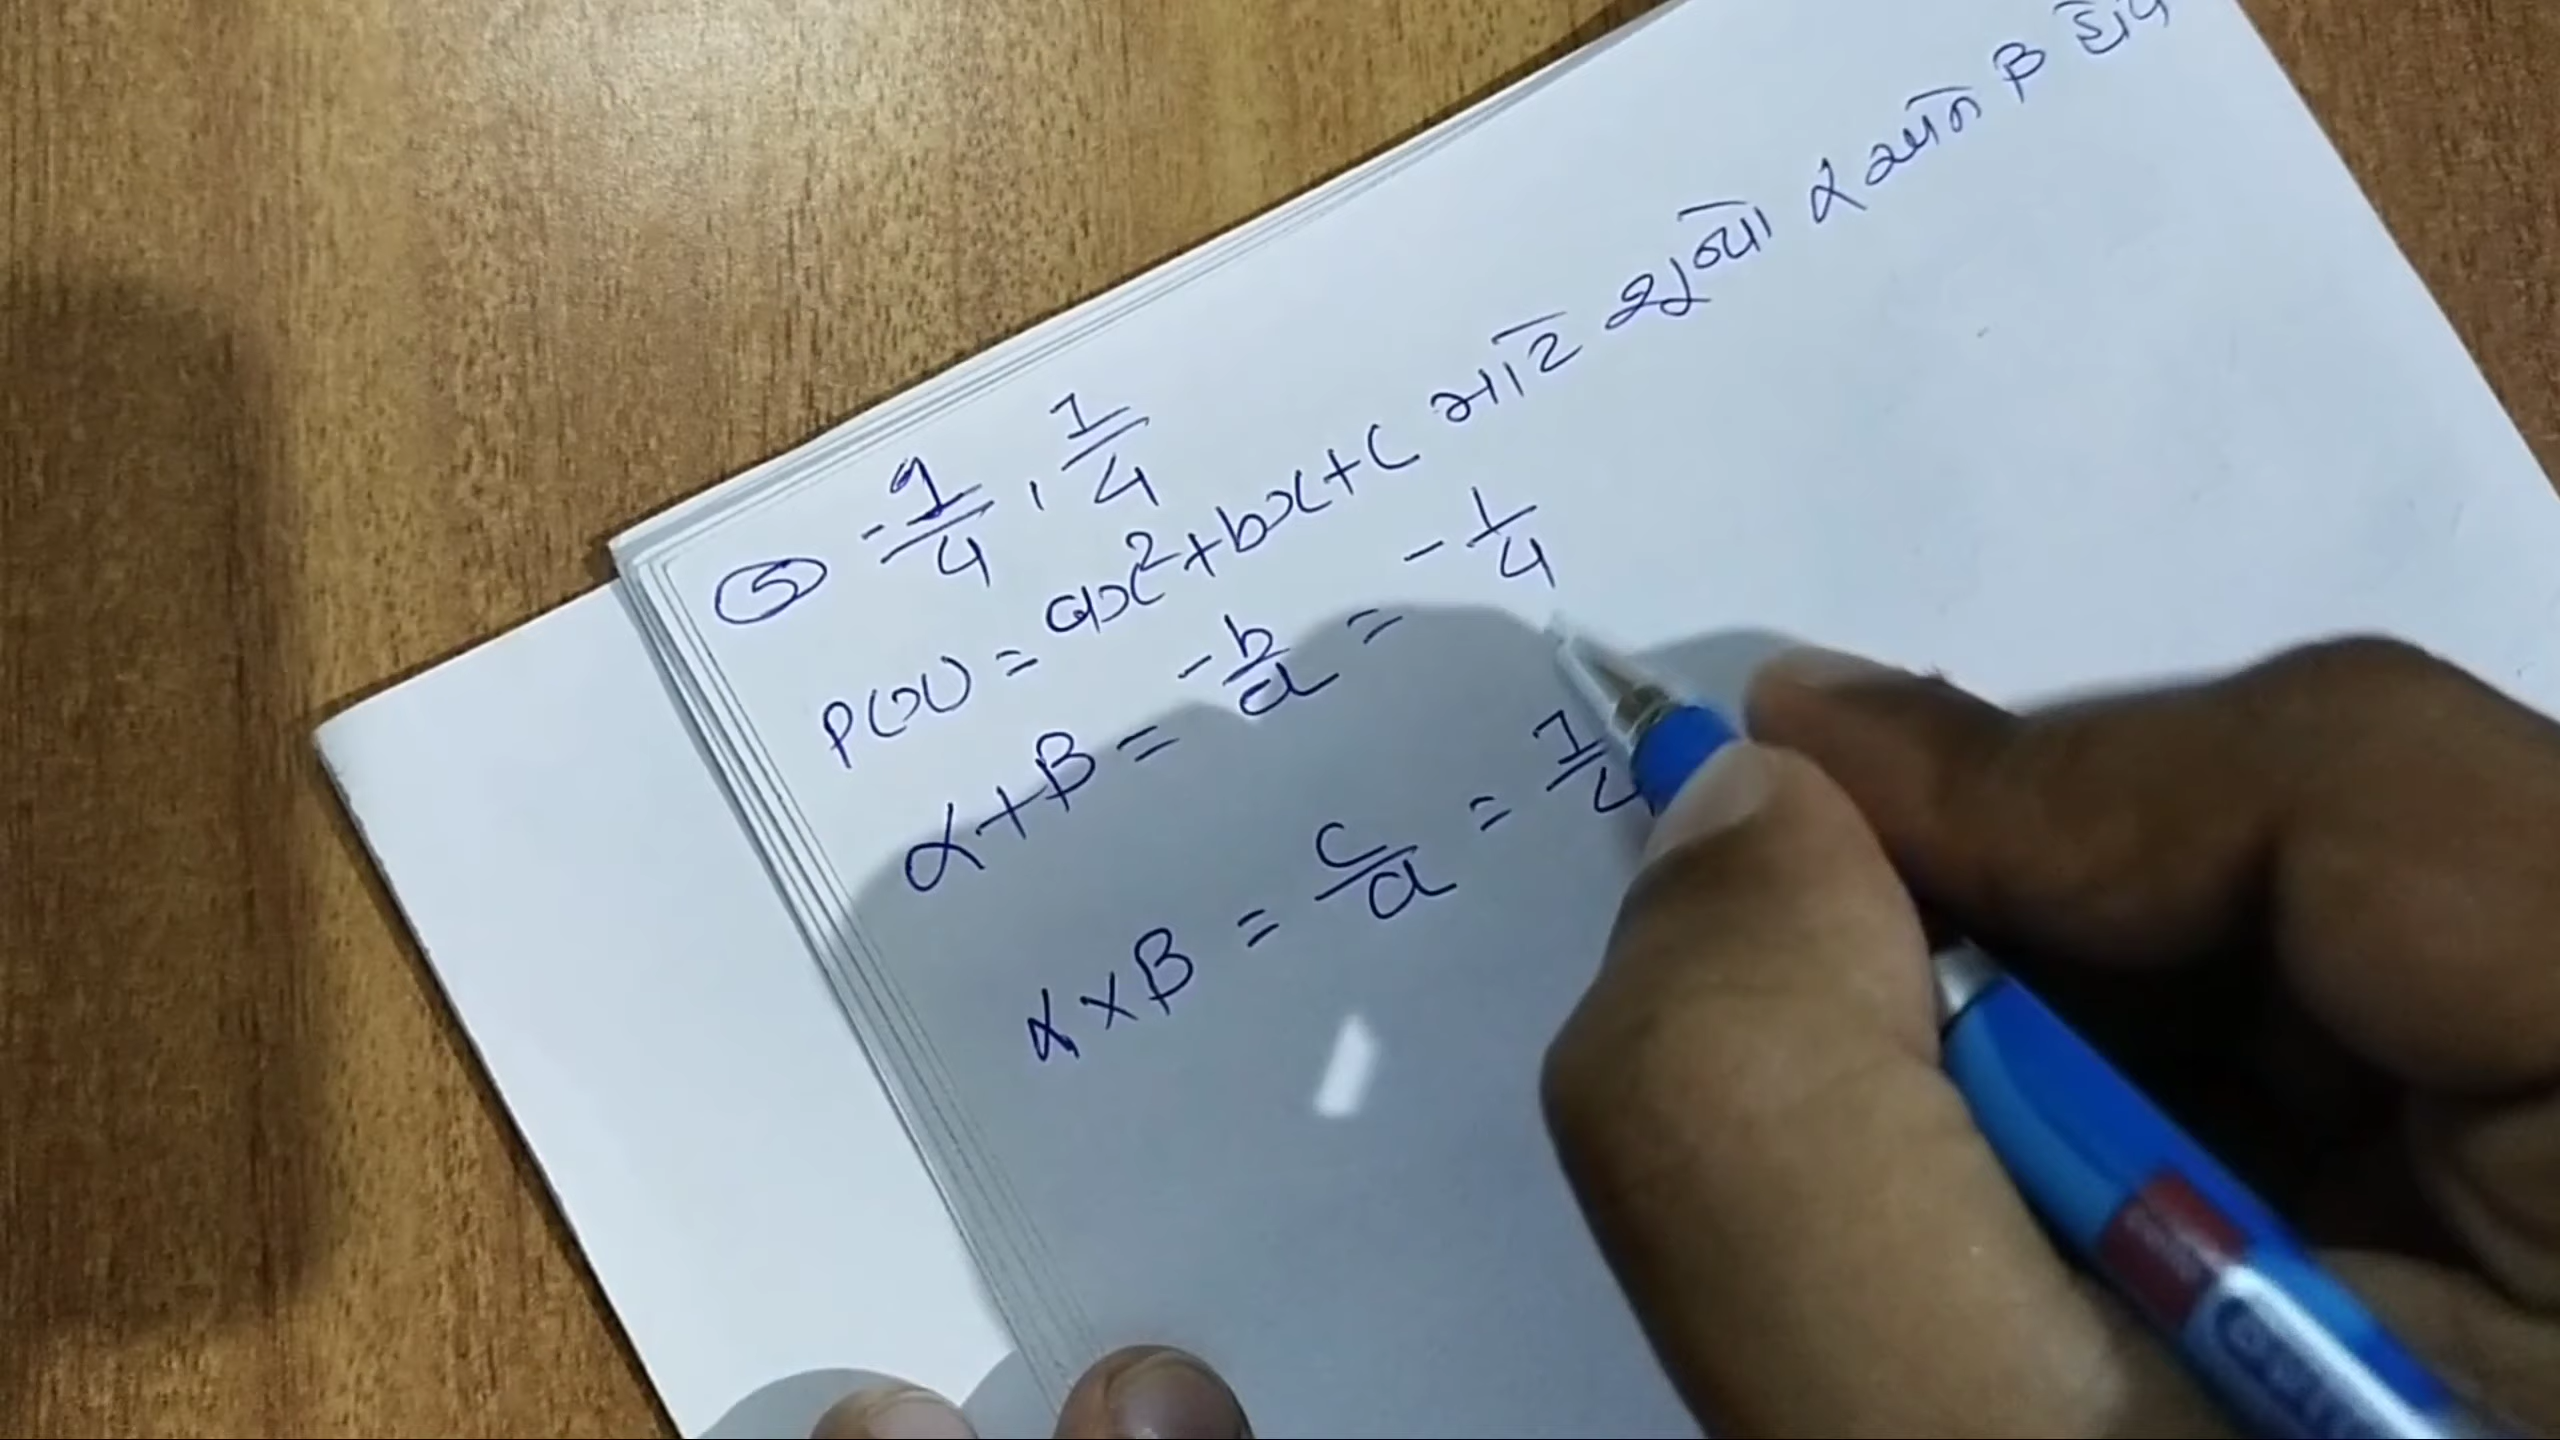 ⑤ -1/4, 1/4
P(x) = ax²+bx+c માટે શૂન્યો α અને β હોય
α+β = -b/a = -1/4
α×β = c/a = 1/4